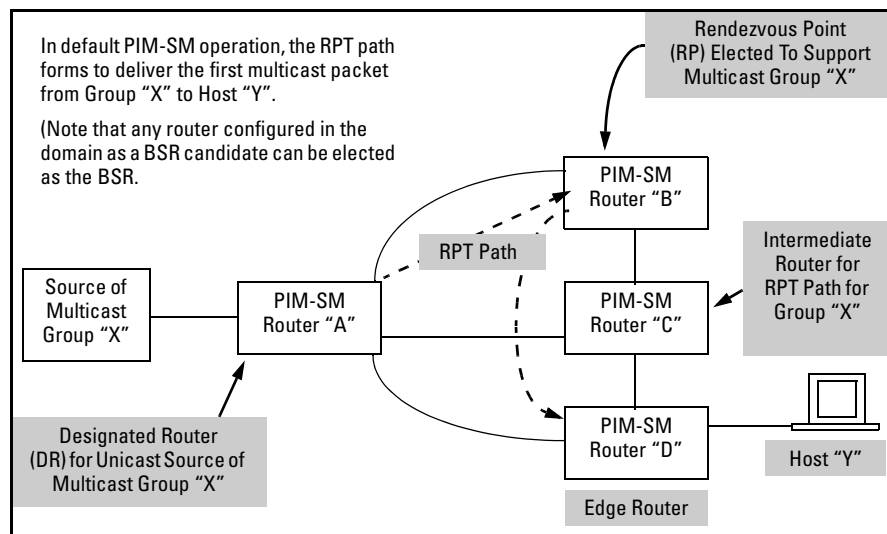 In default PIM-SM operation, the RPT path
forms to deliver the first multicast packet
from Group “X” to Host “Y”.
(Note that any router configured in the
domain as a BSR candidate can be elected
as the BSR.
Rendezvous Point
(RP) Elected To Support
Multicast Group “X”
PIM-SM
Router “B”
RPT Path
Intermediate
Router for
RPT Path for
Group “X”
Source of
Multicast
Group “X”
PIM-SM
Router “A”
PIM-SM
Router “C”
Designated Router
(DR) for Unicast Source of
Multicast Group “X”
PIM-SM
Router “D”
Host “Y”
Edge Router